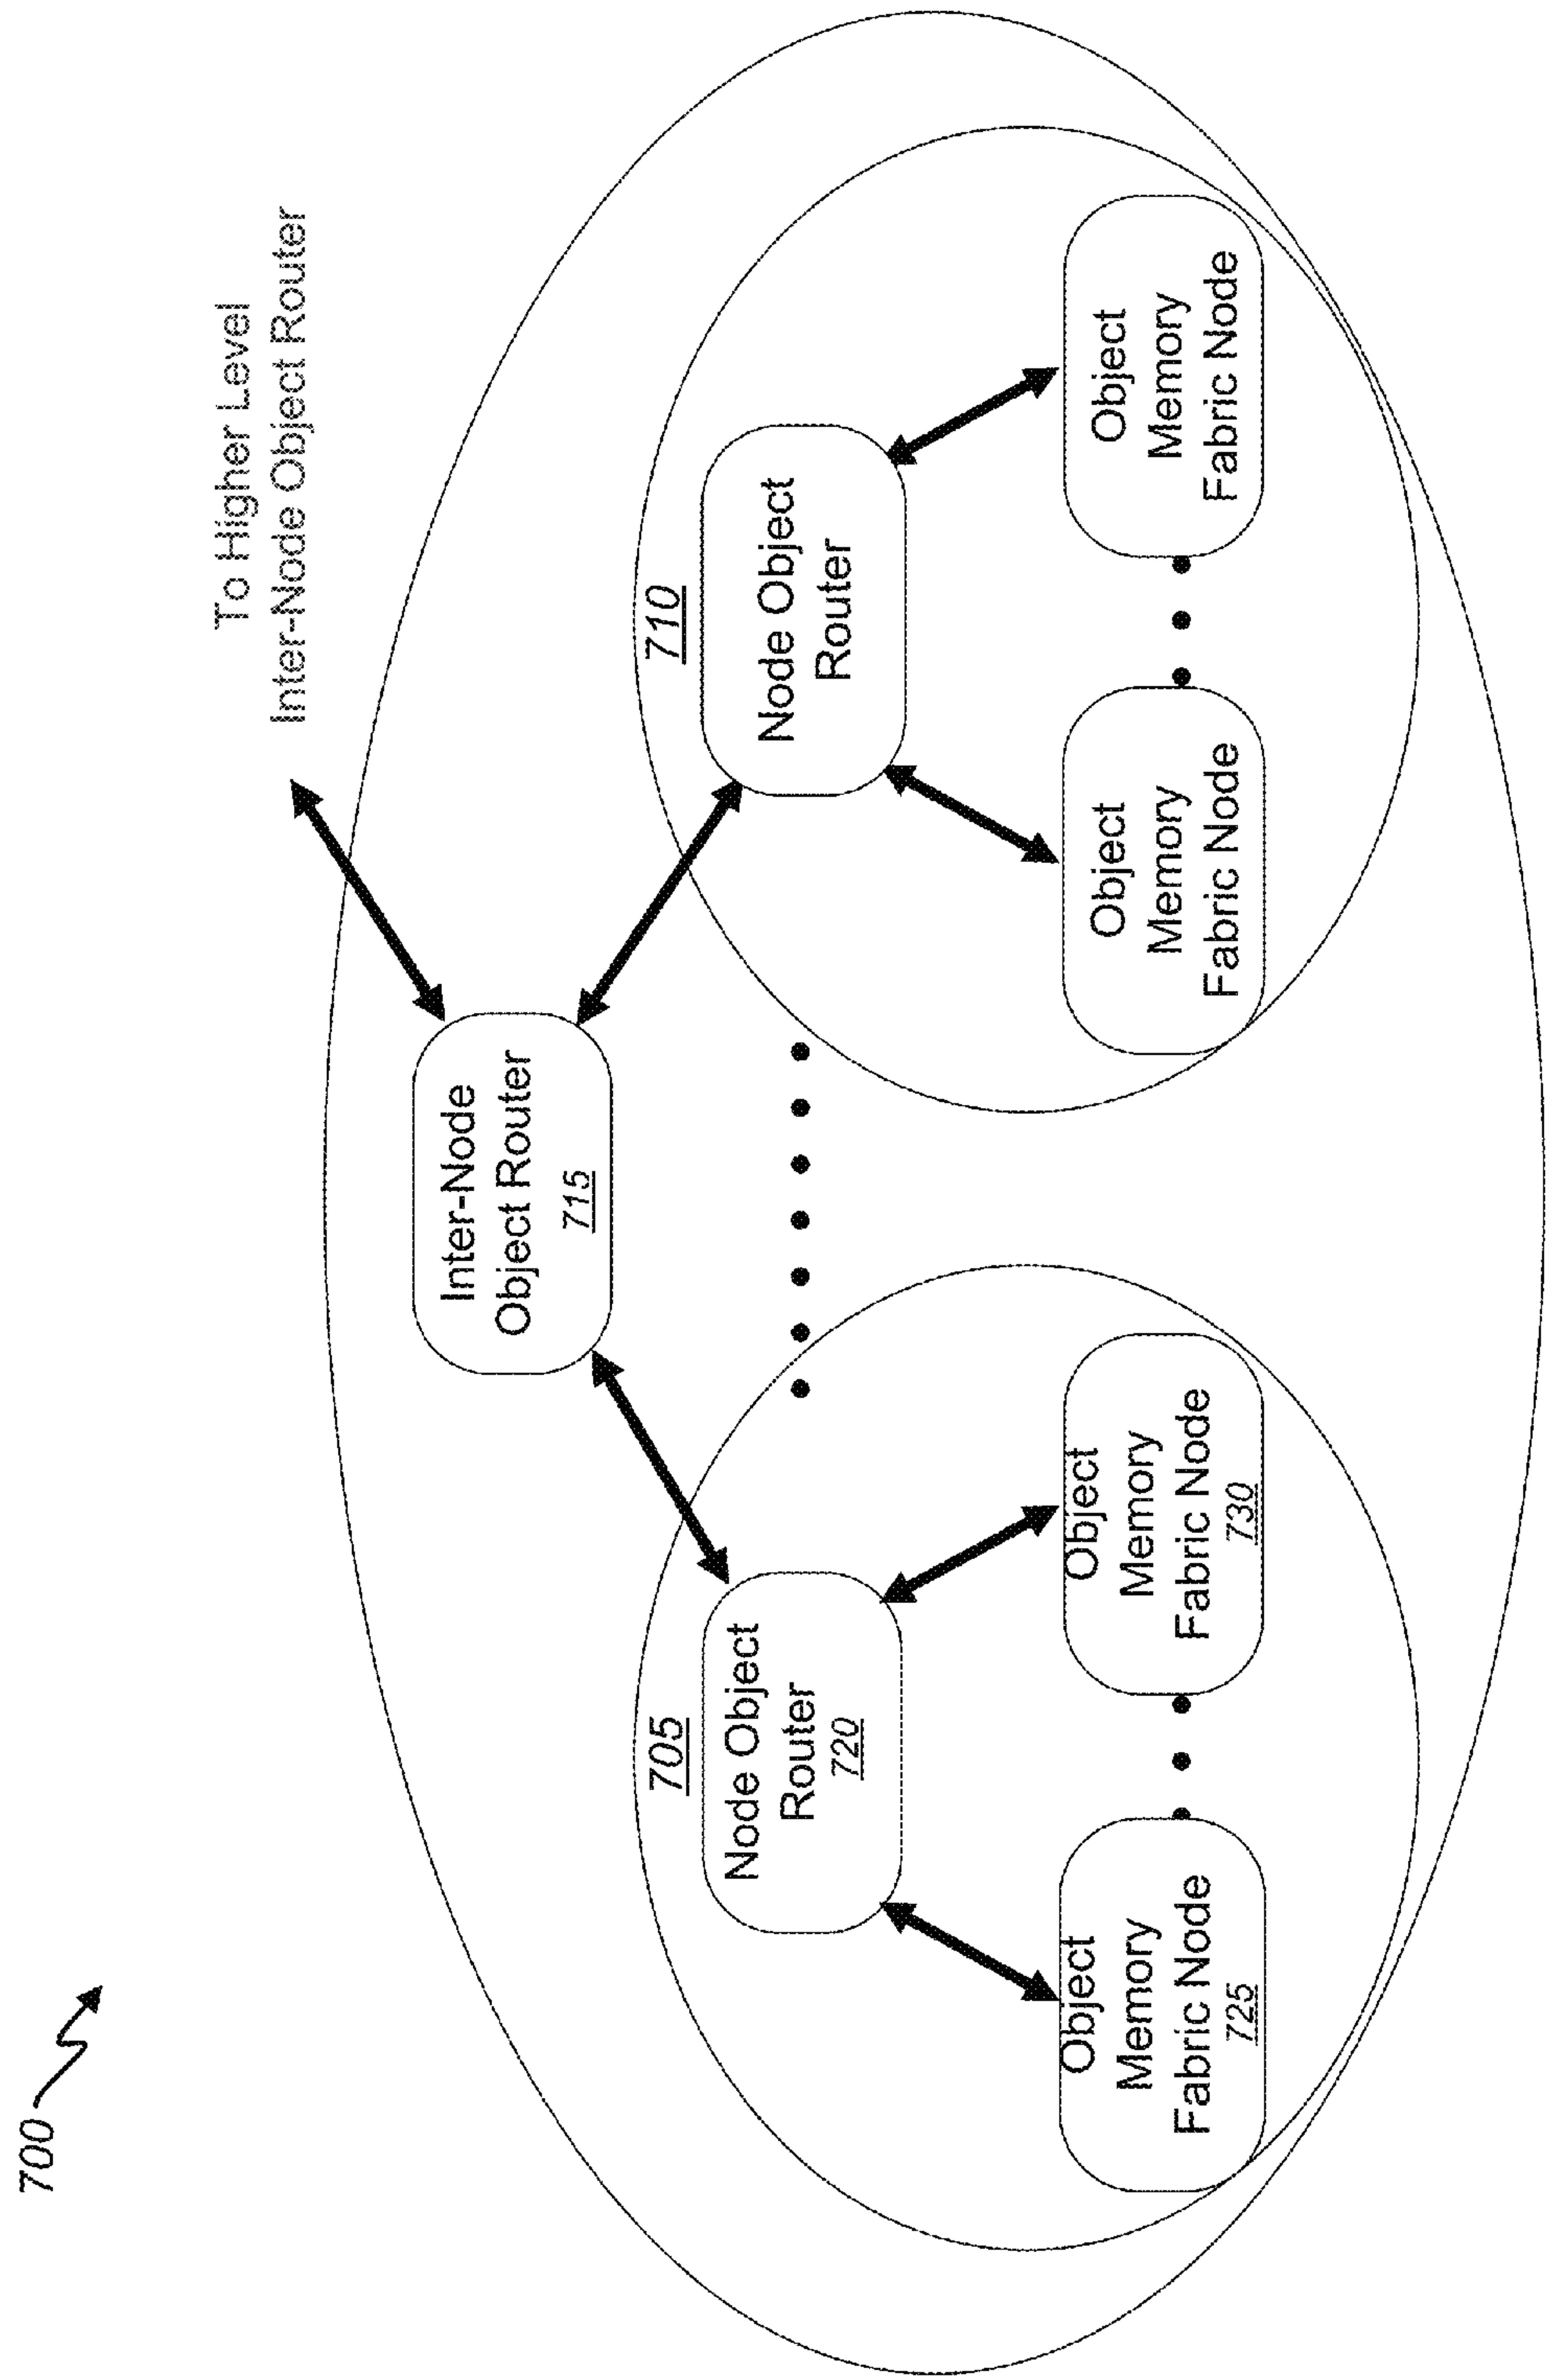 700
To Higher Level
Inter-Node Object Router
Inter-Node
Object Router
715
705
Node Object
Router
720
710
Node Object
Router
Object
Memory
Fabric Node
725
Object
Memory
Fabric Node
730
Object
Memory
Fabric Node
Object
Memory
Fabric Node